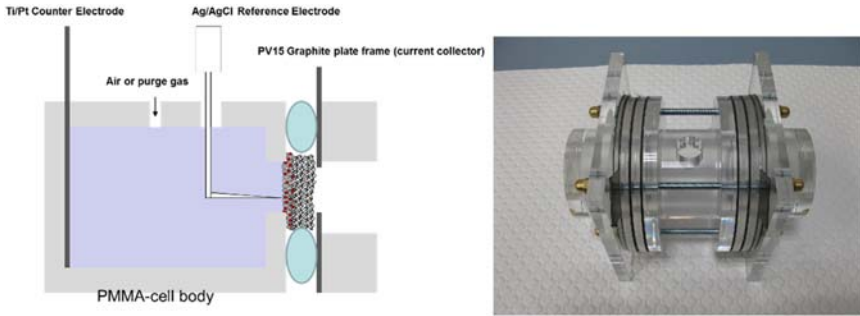 Ti/Pt Counter Electrode
Ag/AgCl Reference Electrode
PV15 Graphite plate frame (current collector)
Air or purge gas
PMMA-cell body